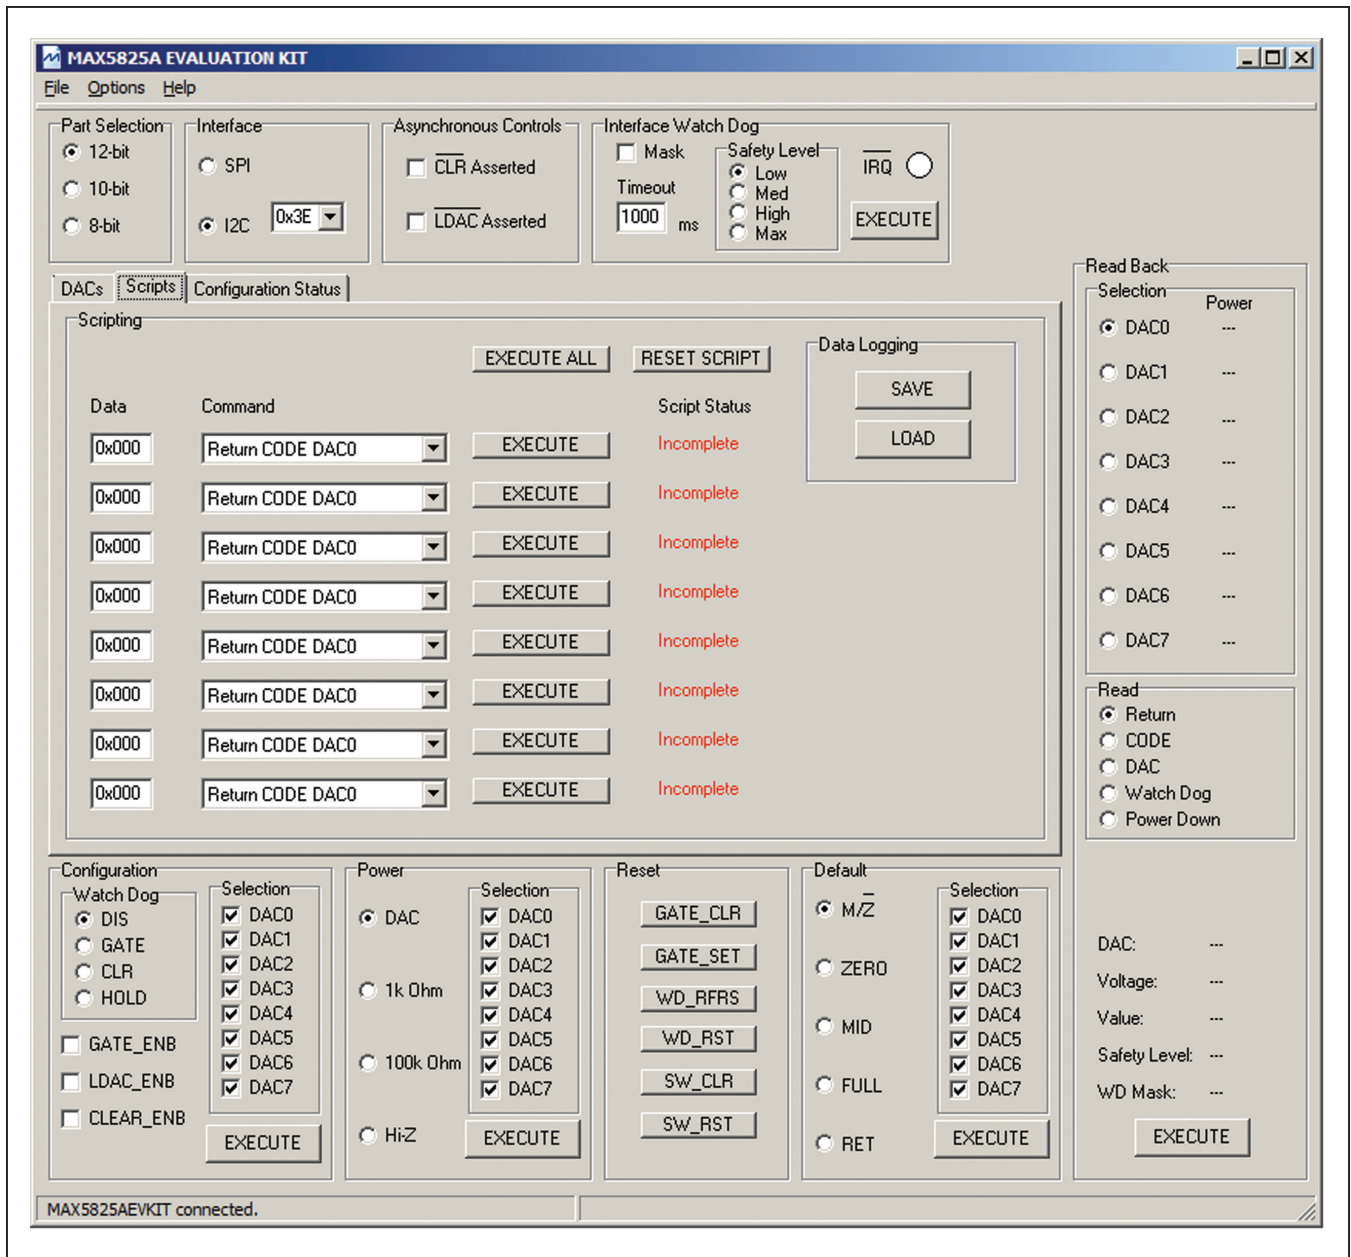 MAX5825A EVALUATION KIT
File Options Help
Part Selection
12-bit
10-bit
8-bit
Interface
SPI
I2C 0x3E
Asynchronous Controls
CLR Asserted
LDAC Asserted
Interface Watch Dog
Mask
Timeout
1000 ms
Safety Level
Low
Med
High
Max
IRQ
EXECUTE
DACs Scripts Configuration Status
Scripting
EXECUTE ALL RESET SCRIPT
Data Logging
SAVE
LOAD
Data Command Script Status
0x000 Return CODE DAC0 EXECUTE Incomplete
0x000 Return CODE DAC0 EXECUTE Incomplete
0x000 Return CODE DAC0 EXECUTE Incomplete
0x000 Return CODE DAC0 EXECUTE Incomplete
0x000 Return CODE DAC0 EXECUTE Incomplete
0x000 Return CODE DAC0 EXECUTE Incomplete
0x000 Return CODE DAC0 EXECUTE Incomplete
0x000 Return CODE DAC0 EXECUTE Incomplete
Read Back
Selection Power
DAC0 ---
DAC1 ---
DAC2 ---
DAC3 ---
DAC4 ---
DAC5 ---
DAC6 ---
DAC7 ---
Read
Return
CODE
DAC
Watch Dog
Power Down
DAC: ---
Voltage: ---
Value: ---
Safety Level: ---
WD Mask: ---
EXECUTE
Configuration
Watch Dog
DIS
GATE
CLR
HOLD
GATE_ENB
LDAC_ENB
CLEAR_ENB
Selection
DAC0
DAC1
DAC2
DAC3
DAC4
DAC5
DAC6
DAC7
EXECUTE
Power
DAC
1k Ohm
100k Ohm
Hi-Z
Selection
DAC0
DAC1
DAC2
DAC3
DAC4
DAC5
DAC6
DAC7
EXECUTE
Reset
GATE_CLR
GATE_SET
WD_RFRS
WD_RST
SW_CLR
SW_RST
Default
M/Z̅
ZERO
MID
FULL
RET
Selection
DAC0
DAC1
DAC2
DAC3
DAC4
DAC5
DAC6
DAC7
EXECUTE
MAX5825AEVKIT connected.